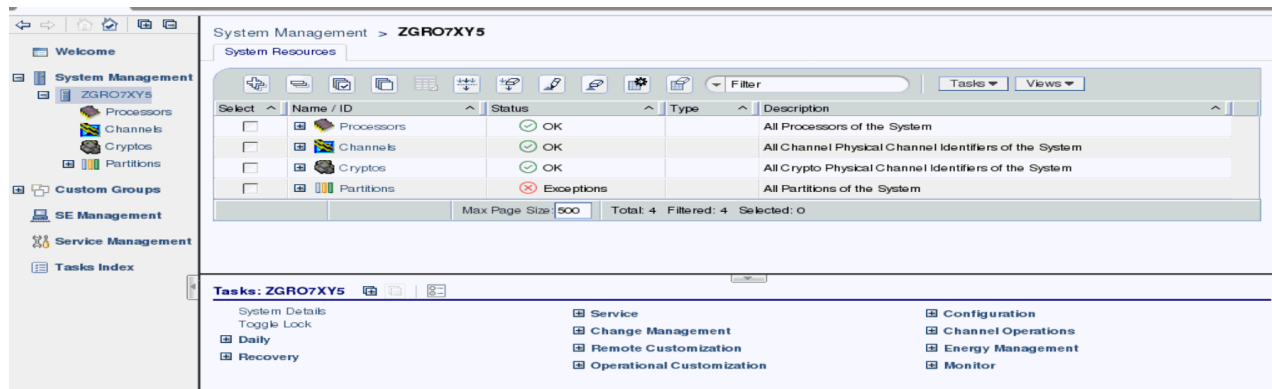 System Management > ZGRO7XY5
System Resources
Welcome
System Management
ZGRO7XY5
Processors
Channels
Cryptos
Partitions
Custom Groups
SE Management
Service Management
Tasks Index
Filter Tasks Views
Select Name / ID Status Type Description
Processors OK All Processors of the System
Channels OK All Channel Physical Channel Identifiers of the System
Cryptos OK All Crypto Physical Channel Identifiers of the System
Partitions Exceptions All Partitions of the System
Max Page Size: 500 Total: 4 Filtered: 4 Selected: 0
Tasks: ZGRO7XY5
System Details
Toggle Lock
Daily
Recovery
Service
Change Management
Remote Customization
Operational Customization
Configuration
Channel Operations
Energy Management
Monitor